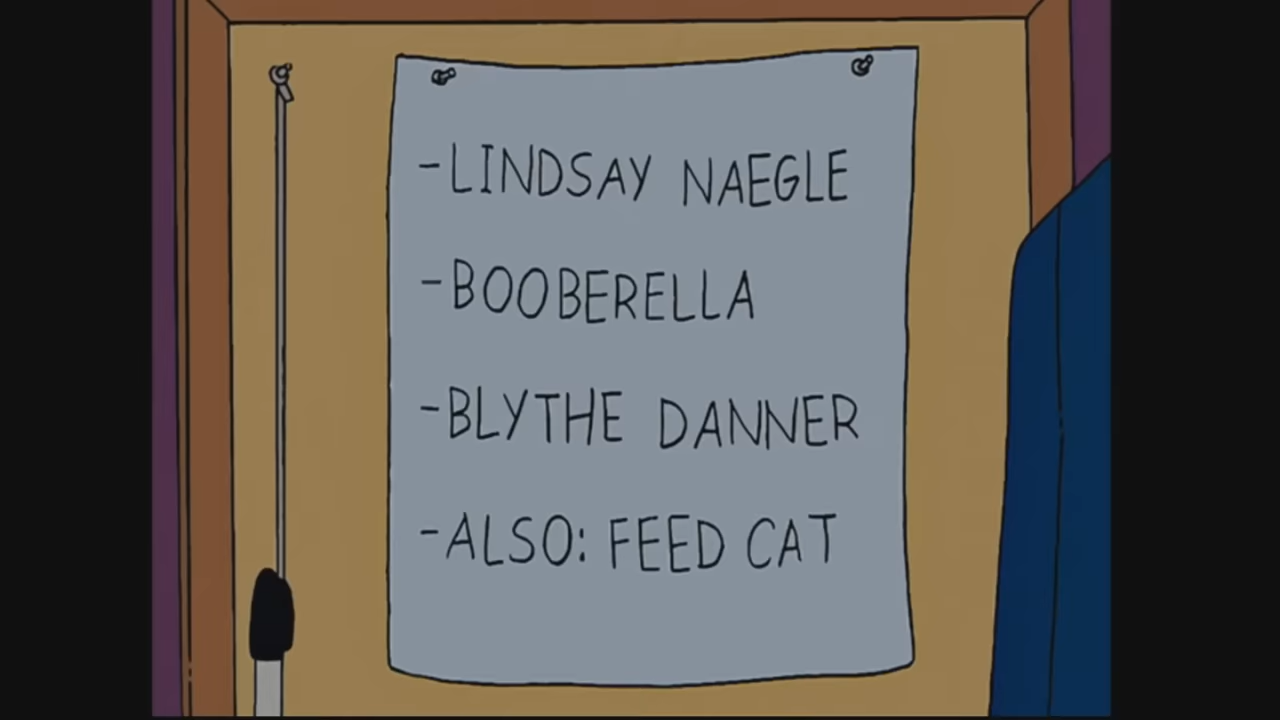 -LINDSAY NAEGLE
-BOOBERELLA
-BLYTHE DANNER
-ALSO: FEED CAT